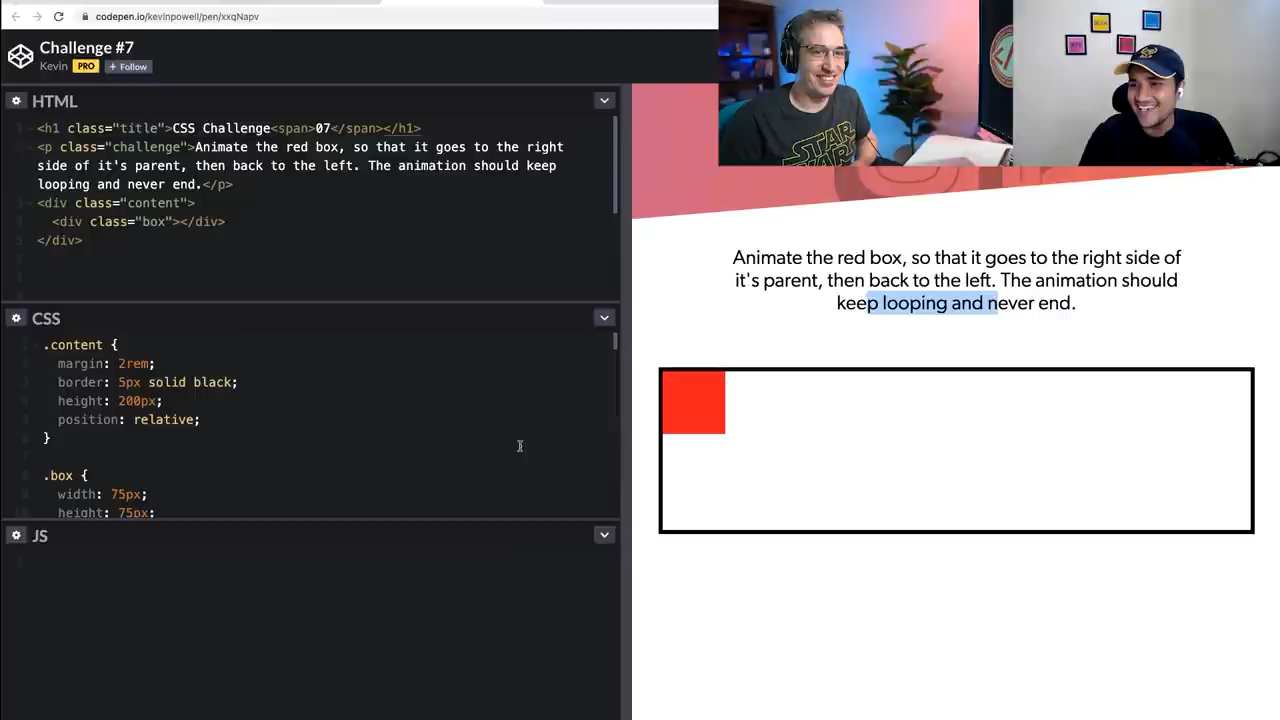 codepen.io/kevinpowell/pen/xxqNapv
Challenge #7
Kevin PRO + Follow
HTML
<h1 class="title">CSS Challenge<span>07</span></h1>
<p class="challenge">Animate the red box, so that it goes to the right
side of it's parent, then back to the left. The animation should keep
looping and never end.</p>
<div class="content">
<div class="box"></div>
</div>
CSS
.content {
margin: 2rem;
border: 5px solid black;
height: 200px;
position: relative;
}
.box {
width: 75px;
height: 75px;
JS
STAR
Animate the red box, so that it goes to the right side of
it's parent, then back to the left. The animation should
keep looping and never end.